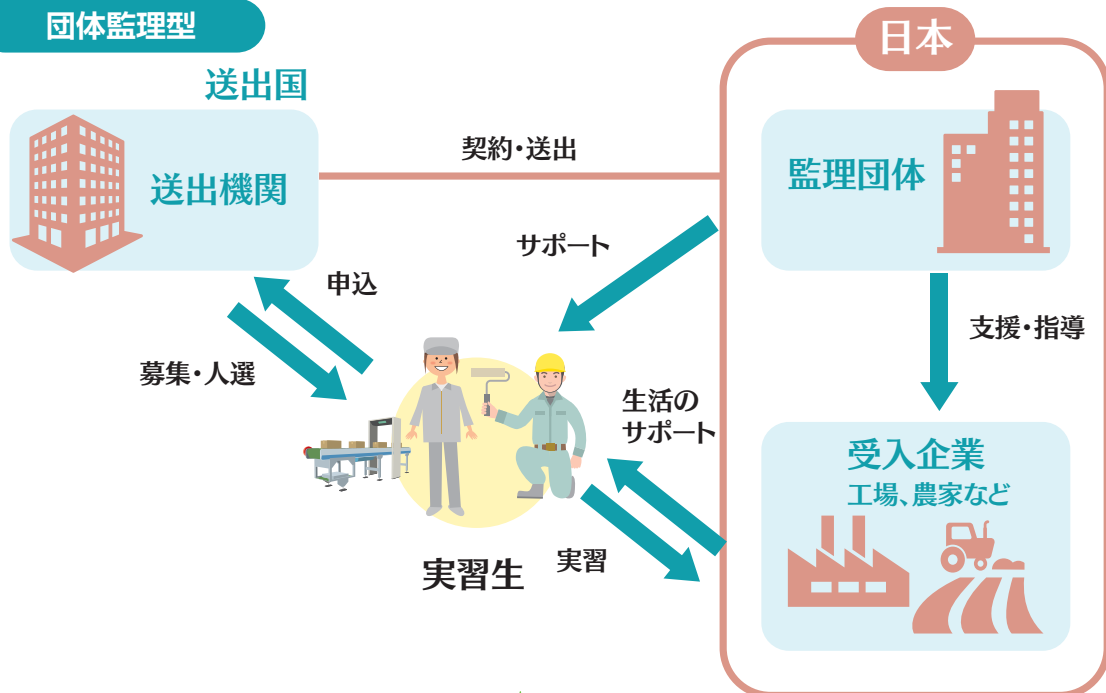 団体監理型
日本
送出国
送出機関
契約・送出
監理団体
サポート
申込
募集・人選
支援・指導
生活の
サポート
受入企業
工場、農家など
実習
実習生